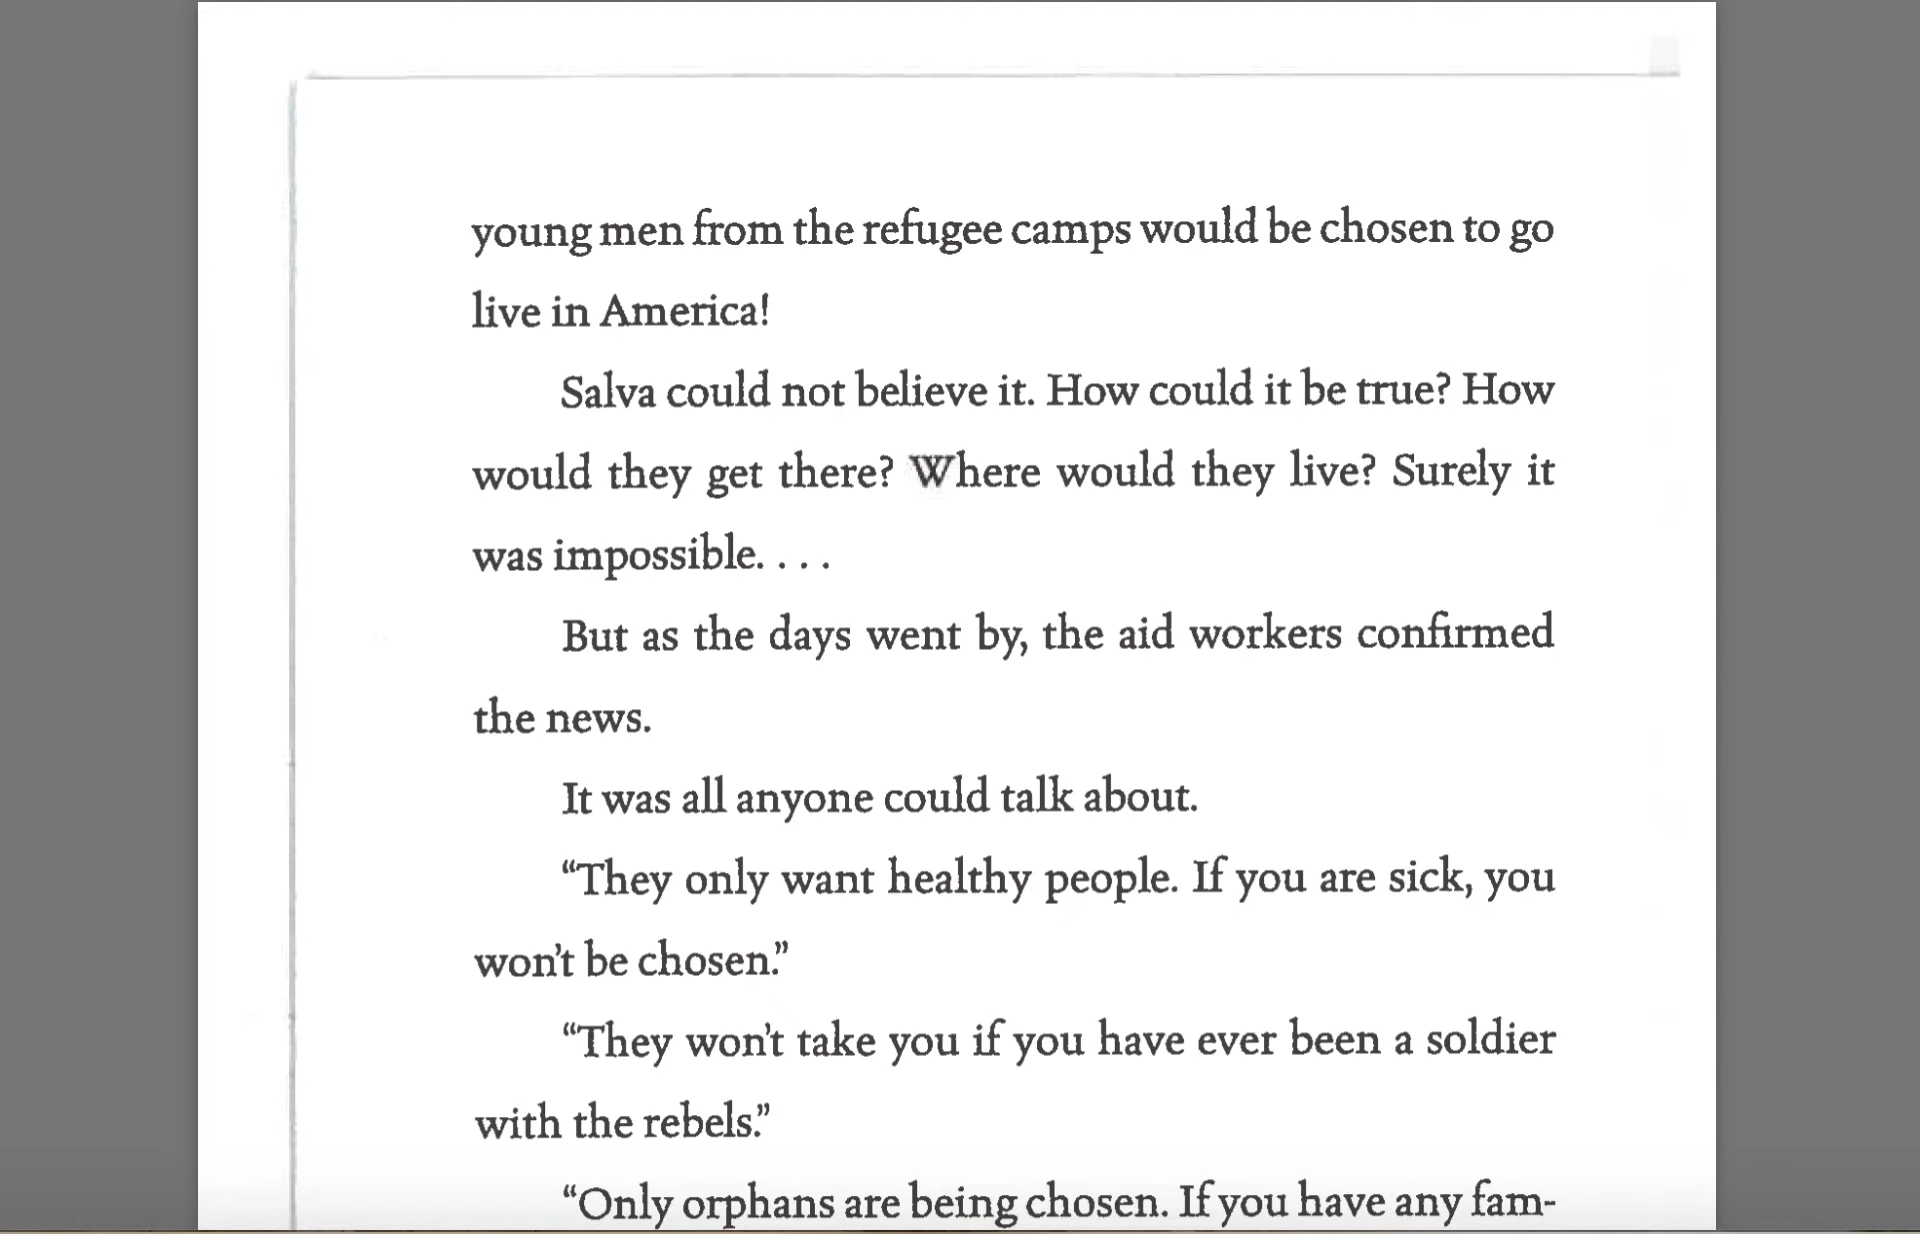 young men from the refugee camps would be chosen to go
live in America!
Salva could not believe it. How could it be true? How
would they get there? Where would they live? Surely it
was impossible. . . .
But as the days went by, the aid workers confirmed
the news.
It was all anyone could talk about.
“They only want healthy people. If you are sick, you
won’t be chosen.”
“They won’t take you if you have ever been a soldier
with the rebels.”
“Only orphans are being chosen. If you have any fam-